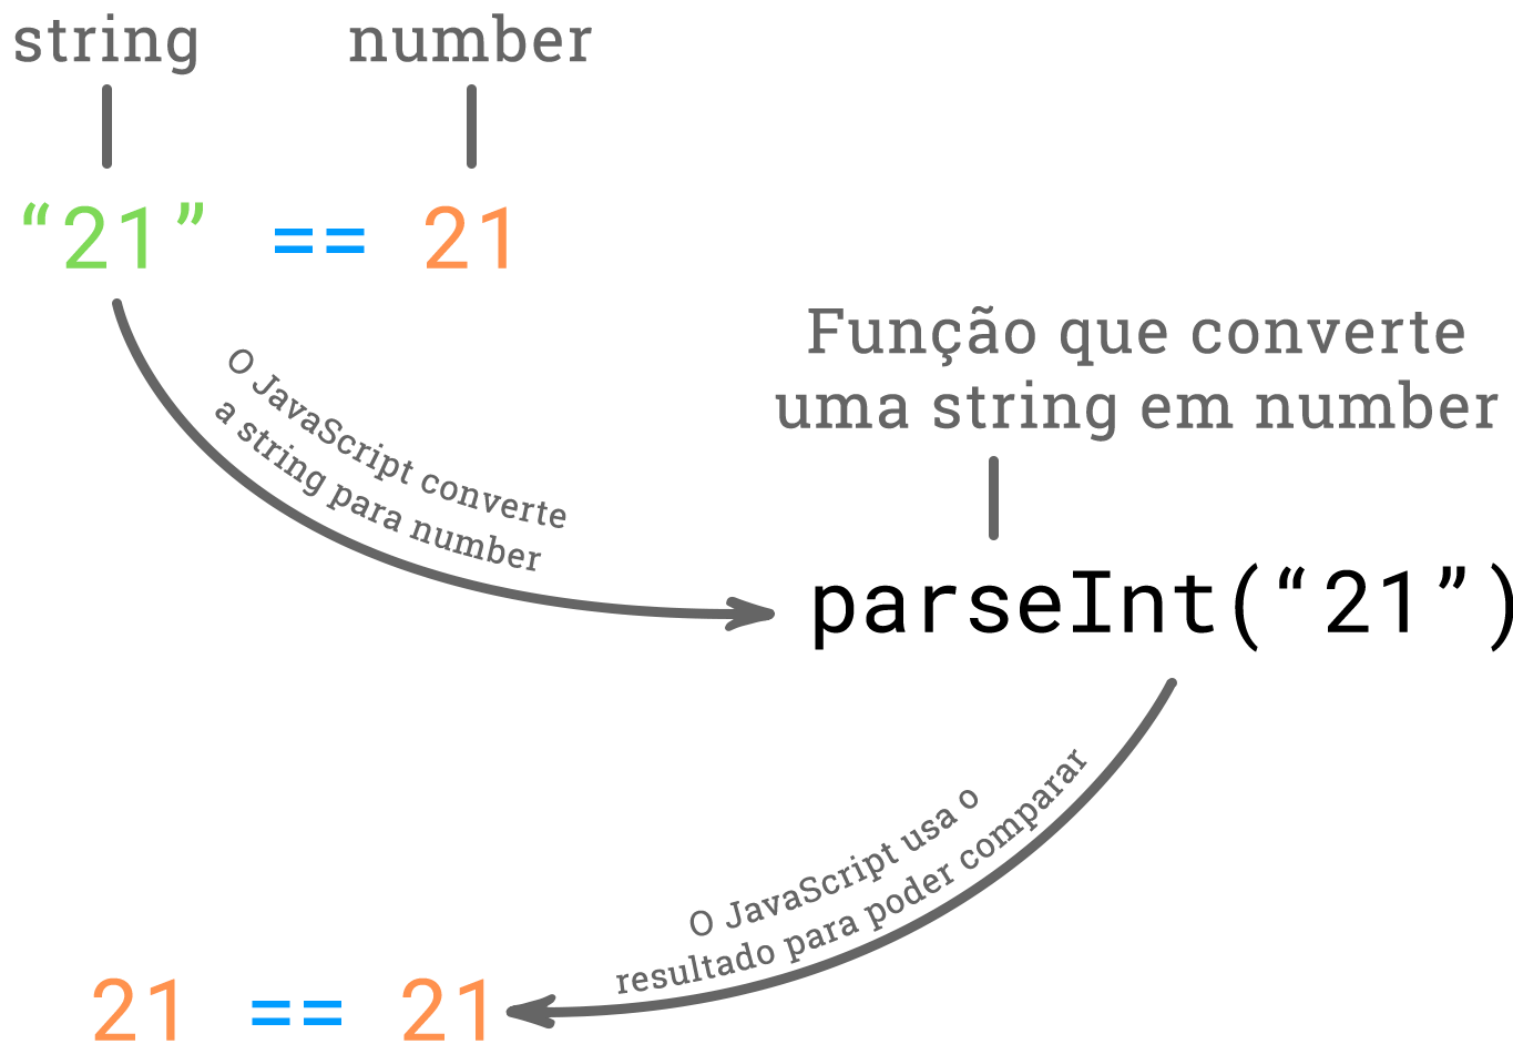 string number
“21” == 21
O JavaScript converte
a string para number
Função que converte
uma string em number
parseInt(“21”)
O JavaScript usa o
resultado para poder comparar
21 == 21